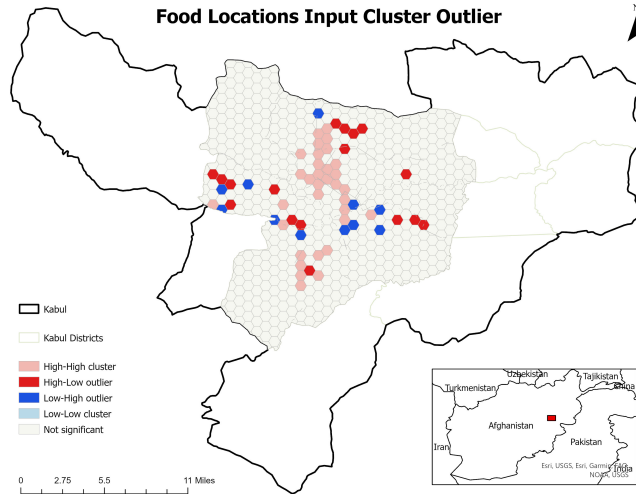 Food Locations Input Cluster Outlier
N
Kabul
Kabul Districts
High-High cluster
High-Low outlier
Low-High outlier
Low-Low cluster
Not significant
0 2.75 5.5 11 Miles
Uzbekistan
Tajikistan
China
Turkmenistan
Afghanistan
Iran
Pakistan
India
Esri, USGS, Esri, Garmin, FAO,
NOAA, USGS